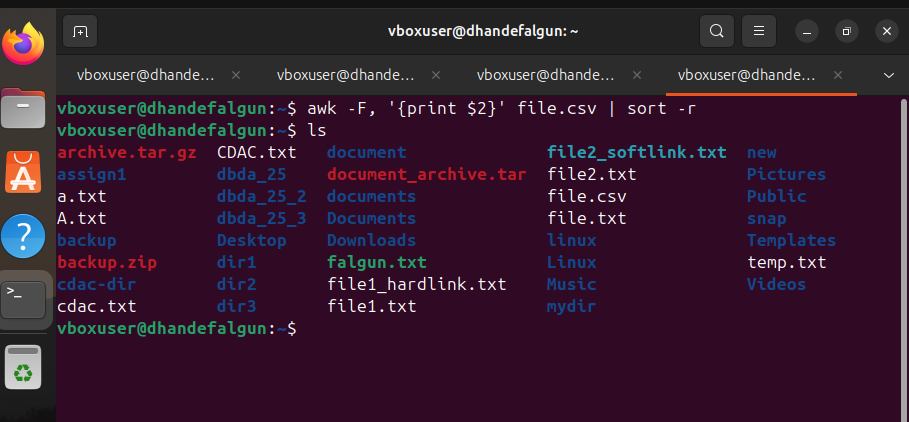 vboxuser@dhandefalgun: ~
vboxuser@dhande... × vboxuser@dhande... × vboxuser@dhande... × vboxuser@dhande... ×
vboxuser@dhandefalgun:~$ awk -F, '{print $2}' file.csv | sort -r
vboxuser@dhandefalgun:~$ ls
archive.tar.gz CDAC.txt document file2_softlink.txt new
assign1 dbda_25 document_archive.tar file2.txt Pictures
a.txt dbda_25_2 documents file.csv Public
A.txt dbda_25_3 Documents file.txt snap
backup Desktop Downloads linux Templates
backup.zip dir1 falgun.txt Linux temp.txt
cdac-dir dir2 file1_hardlink.txt Music Videos
cdac.txt dir3 file1.txt mydir
vboxuser@dhandefalgun:~$